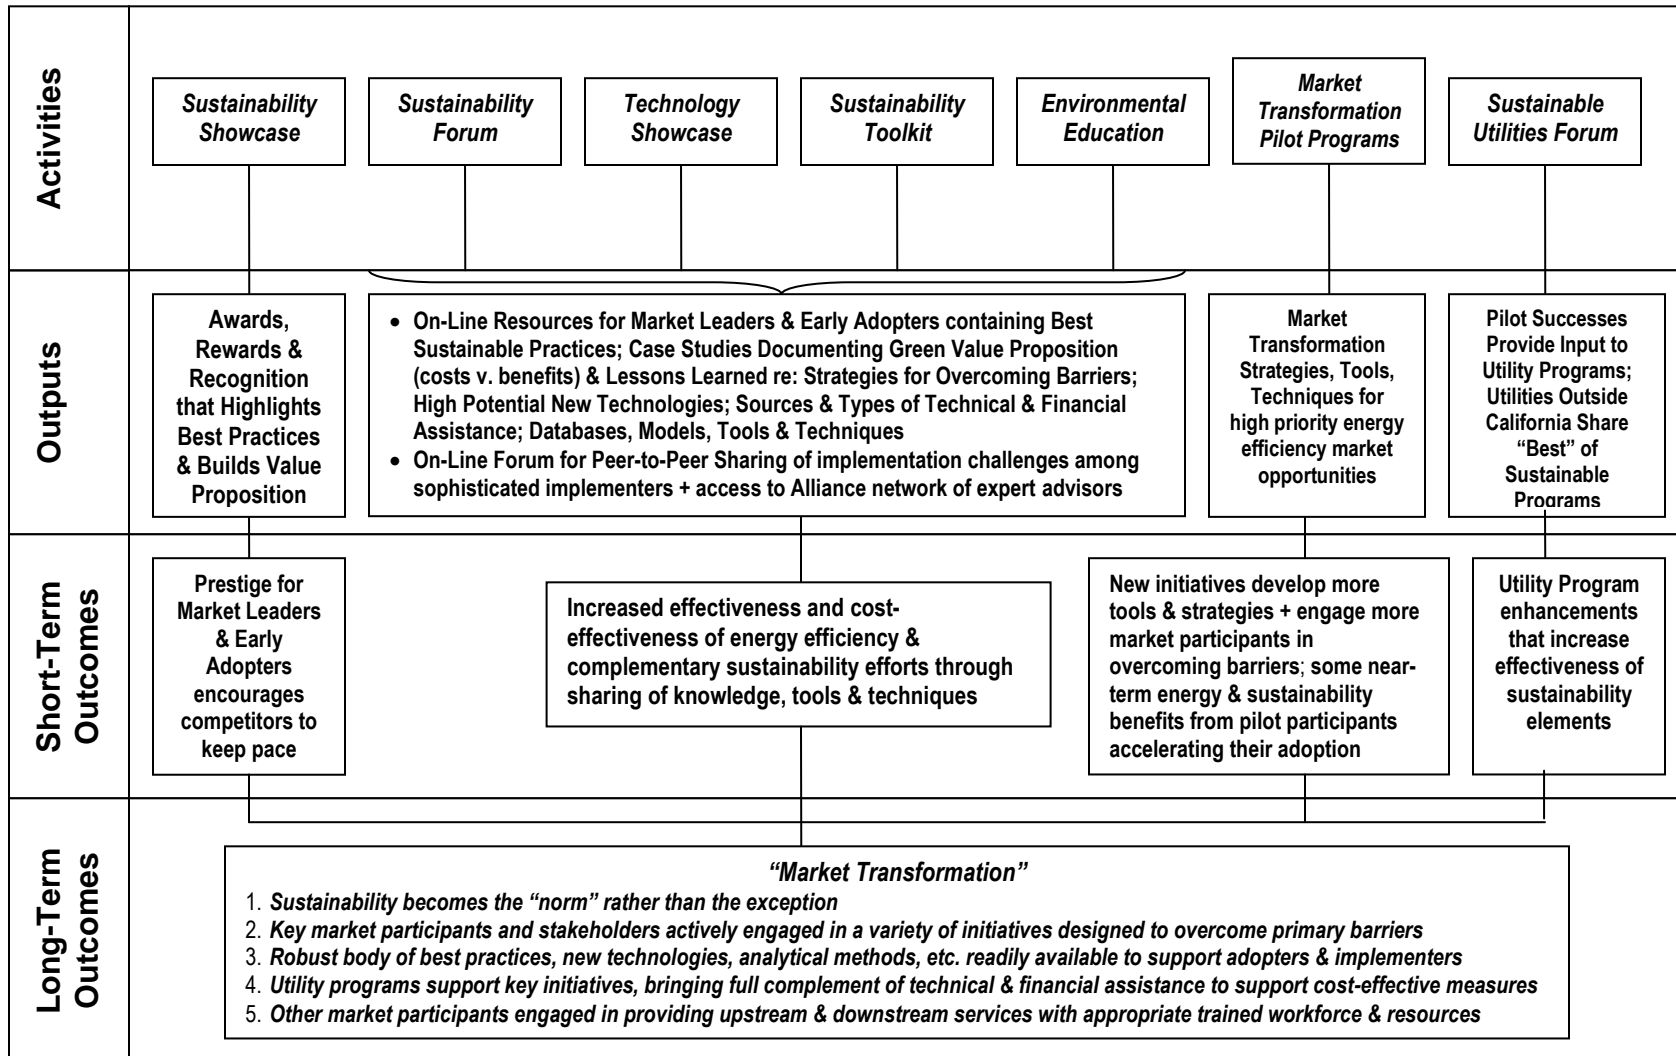 Activities
Sustainability
Showcase
Sustainability
Forum
Technology
Showcase
Sustainability
Toolkit
Environmental
Education
Market
Transformation
Pilot Programs
Sustainable
Utilities Forum
Outputs
Awards,
Rewards &
Recognition
that Highlights
Best Practices
& Builds Value
Proposition
• On-Line Resources for Market Leaders & Early Adopters containing Best
Sustainable Practices; Case Studies Documenting Green Value Proposition
(costs v. benefits) & Lessons Learned re: Strategies for Overcoming Barriers;
High Potential New Technologies; Sources & Types of Technical & Financial
Assistance; Databases, Models, Tools & Techniques
• On-Line Forum for Peer-to-Peer Sharing of implementation challenges among
sophisticated implementers + access to Alliance network of expert advisors
Market
Transformation
Strategies, Tools,
Techniques for
high priority energy
efficiency market
opportunities
Pilot Successes
Provide Input to
Utility Programs;
Utilities Outside
California Share
“Best” of
Sustainable
Programs
Short-Term
Outcomes
Prestige for
Market Leaders
& Early
Adopters
encourages
competitors to
keep pace
Increased effectiveness and cost-
effectiveness of energy efficiency &
complementary sustainability efforts through
sharing of knowledge, tools & techniques
New initiatives develop more
tools & strategies + engage more
market participants in
overcoming barriers; some near-
term energy & sustainability
benefits from pilot participants
accelerating their adoption
Utility Program
enhancements
that increase
effectiveness of
sustainability
elements
Long-Term
Outcomes
“Market Transformation”
1. Sustainability becomes the “norm” rather than the exception
2. Key market participants and stakeholders actively engaged in a variety of initiatives designed to overcome primary barriers
3. Robust body of best practices, new technologies, analytical methods, etc. readily available to support adopters & implementers
4. Utility programs support key initiatives, bringing full complement of technical & financial assistance to support cost-effective measures
5. Other market participants engaged in providing upstream & downstream services with appropriate trained workforce & resources